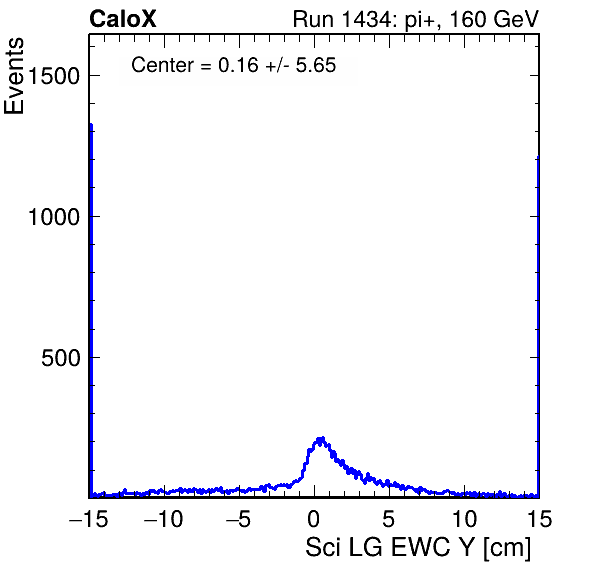 CaloX Run 1434: pi+, 160 GeV
Center = 0.16 +/- 5.65
Events
1500
1000
500
−15 −10 −5 0 5 10 15
Sci LG EWC Y [cm]